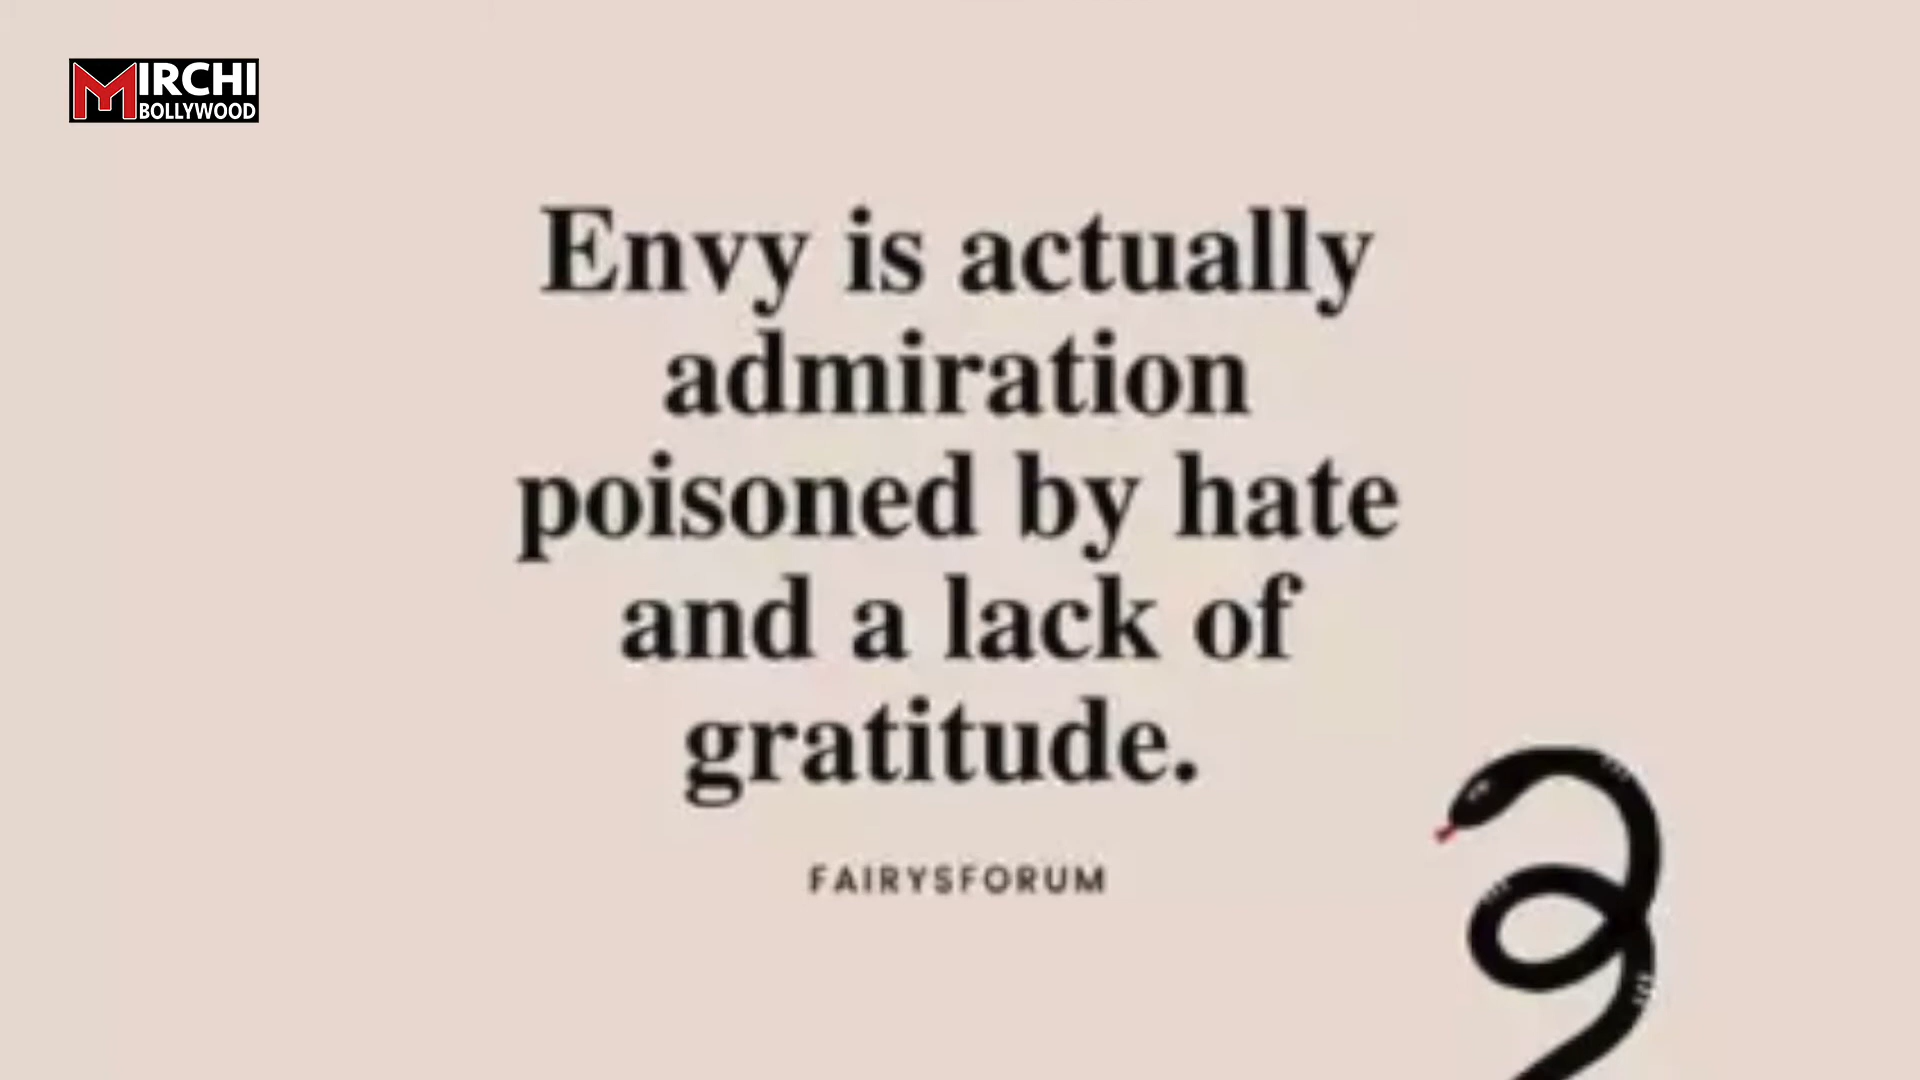 MIRCHI
BOLLYWOOD
Envy is actually
admiration
poisoned by hate
and a lack of
gratitude.
FAIRYSFORUM